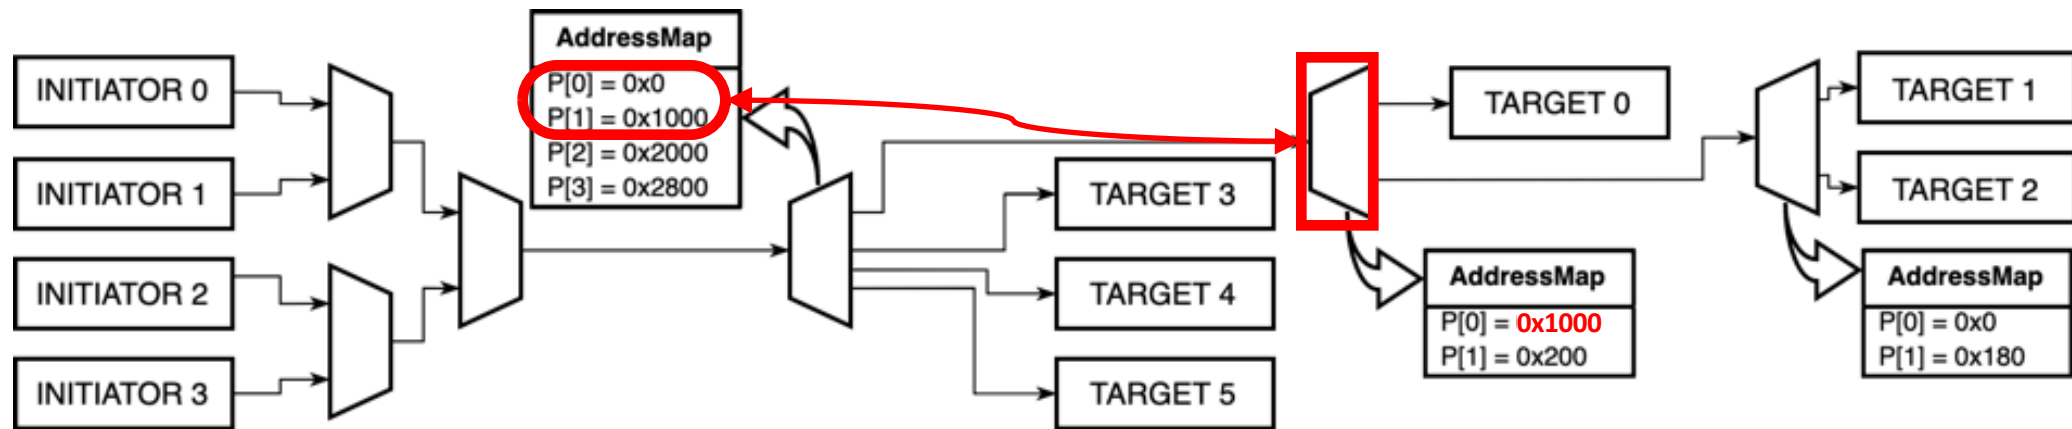 INITIATOR 0
INITIATOR 1
INITIATOR 2
INITIATOR 3
AddressMap
P[0] = 0x0
P[1] = 0x1000
P[2] = 0x2000
P[3] = 0x2800
TARGET 3
TARGET 4
TARGET 5
TARGET 0
AddressMap
P[0] = 0x1000
P[1] = 0x200
TARGET 1
TARGET 2
AddressMap
P[0] = 0x0
P[1] = 0x180